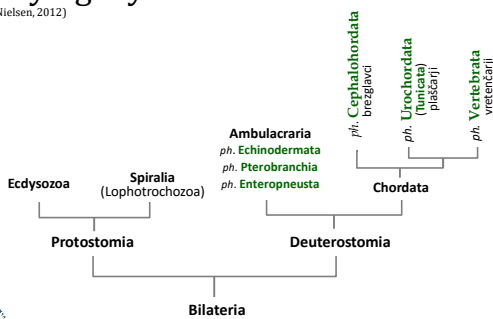 Nielsen, 2012)
ph. Cephalohordata
brezglavci
ph. Urochordata
(Tunicata)
plaščarji
ph. Vertebrata
vretenčarji
Ambulacraria
ph. Echinodermata
ph. Pterobranchia
ph. Enteropneusta
Ecdysozoa
Spiralia
(Lophotrochozoa)
Chordata
Protostomia
Deuterostomia
Bilateria